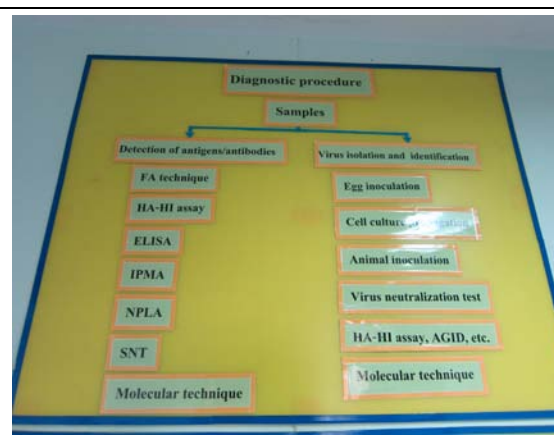 Diagnostic procedure
Samples
Detection of antigens/antibodies
FA technique
HA-HI assay
ELISA
IPMA
NPLA
SNT
Molecular technique
Virus isolation and identification
Egg inoculation
Cell culture propagation
Animal inoculation
Virus neutralization test
HA-HI assay, AGID, etc.
Molecular technique